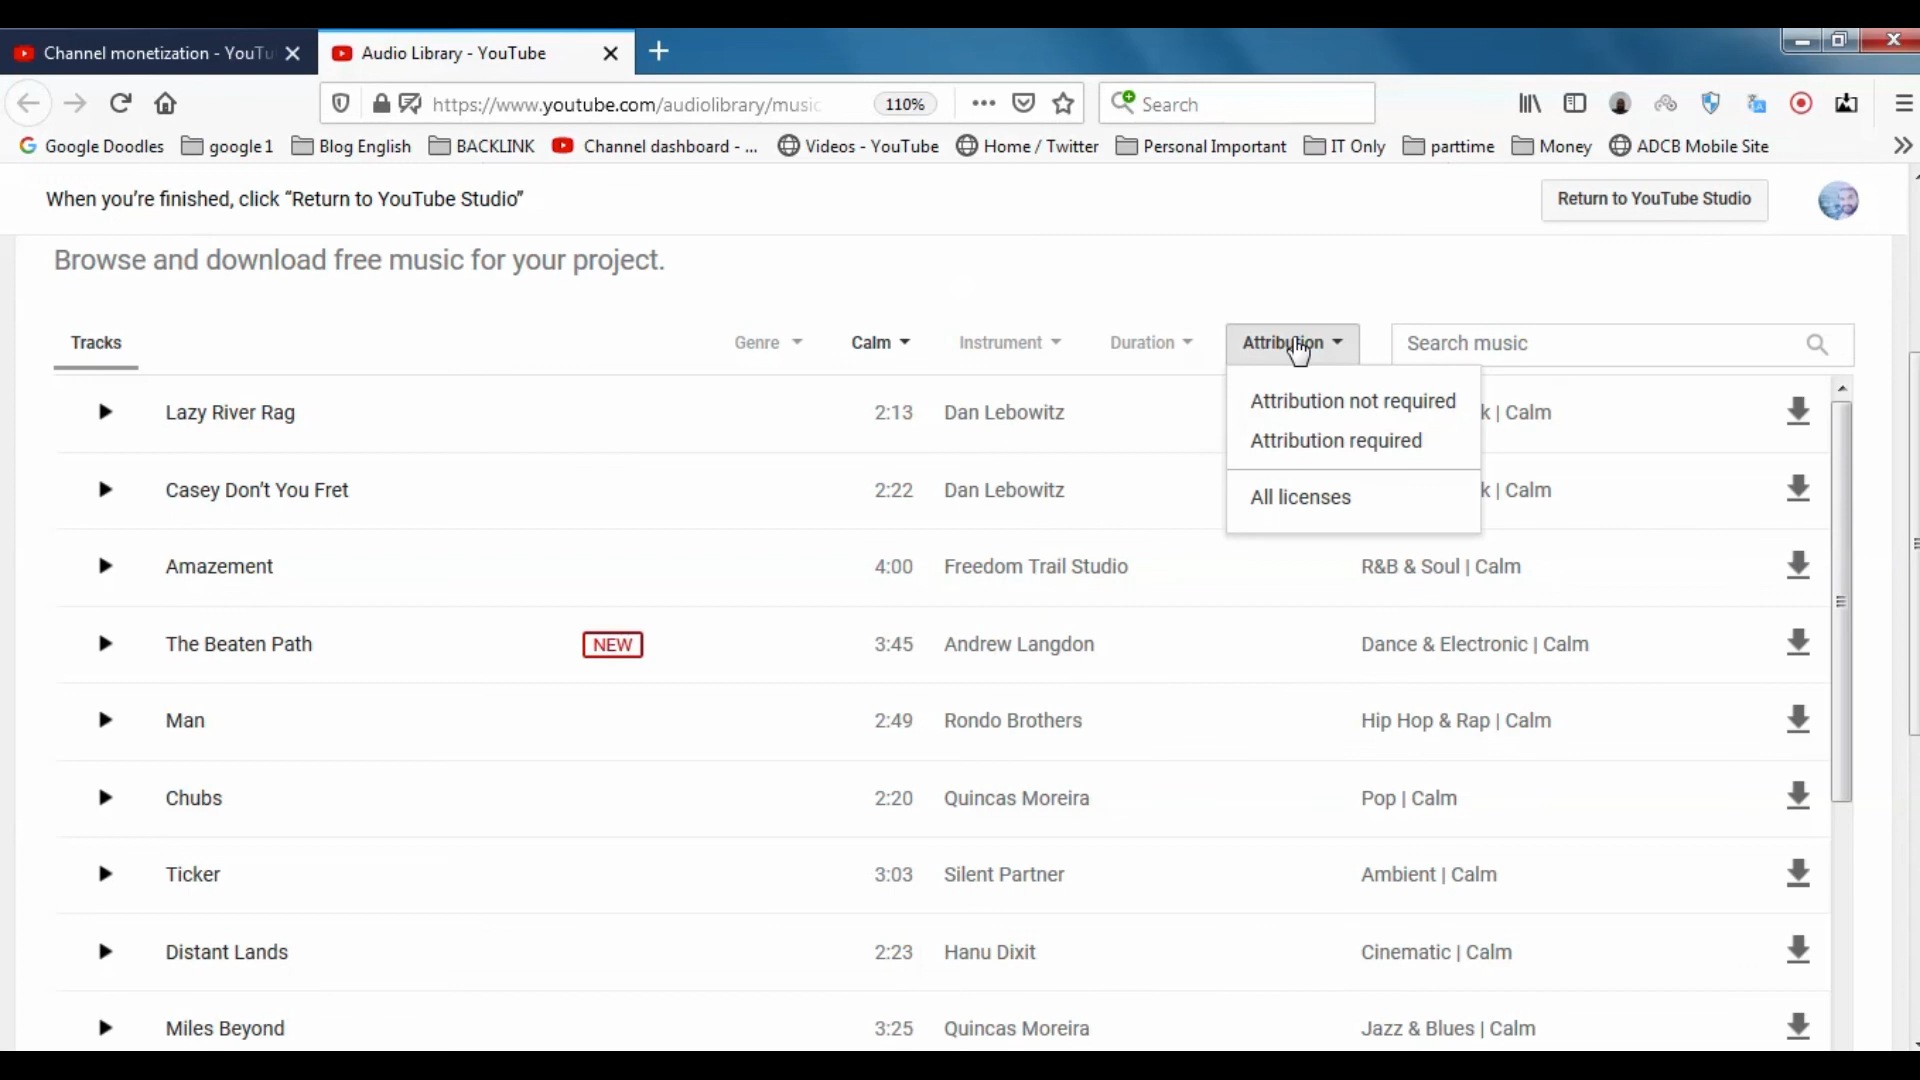 Channel monetization - YouTu
Audio Library - YouTube
https://www.youtube.com/audiolibrary/music
110%
Search
Google Doodles
google1
Blog English
BACKLINK
Channel dashboard - ...
Videos - YouTube
Home / Twitter
Personal Important
IT Only
parttime
Money
ADCB Mobile Site
When you’re finished, click “Return to YouTube Studio”
Return to YouTube Studio
Browse and download free music for your project.
Tracks
Genre
Calm
Instrument
Duration
Attribution
Search music
Attribution not required
Attribution required
All licenses
Lazy River Rag 2:13 Dan Lebowitz k | Calm
Casey Don’t You Fret 2:22 Dan Lebowitz k | Calm
Amazement 4:00 Freedom Trail Studio R&B & Soul | Calm
The Beaten Path NEW 3:45 Andrew Langdon Dance & Electronic | Calm
Man 2:49 Rondo Brothers Hip Hop & Rap | Calm
Chubs 2:20 Quincas Moreira Pop | Calm
Ticker 3:03 Silent Partner Ambient | Calm
Distant Lands 2:23 Hanu Dixit Cinematic | Calm
Miles Beyond 3:25 Quincas Moreira Jazz & Blues | Calm